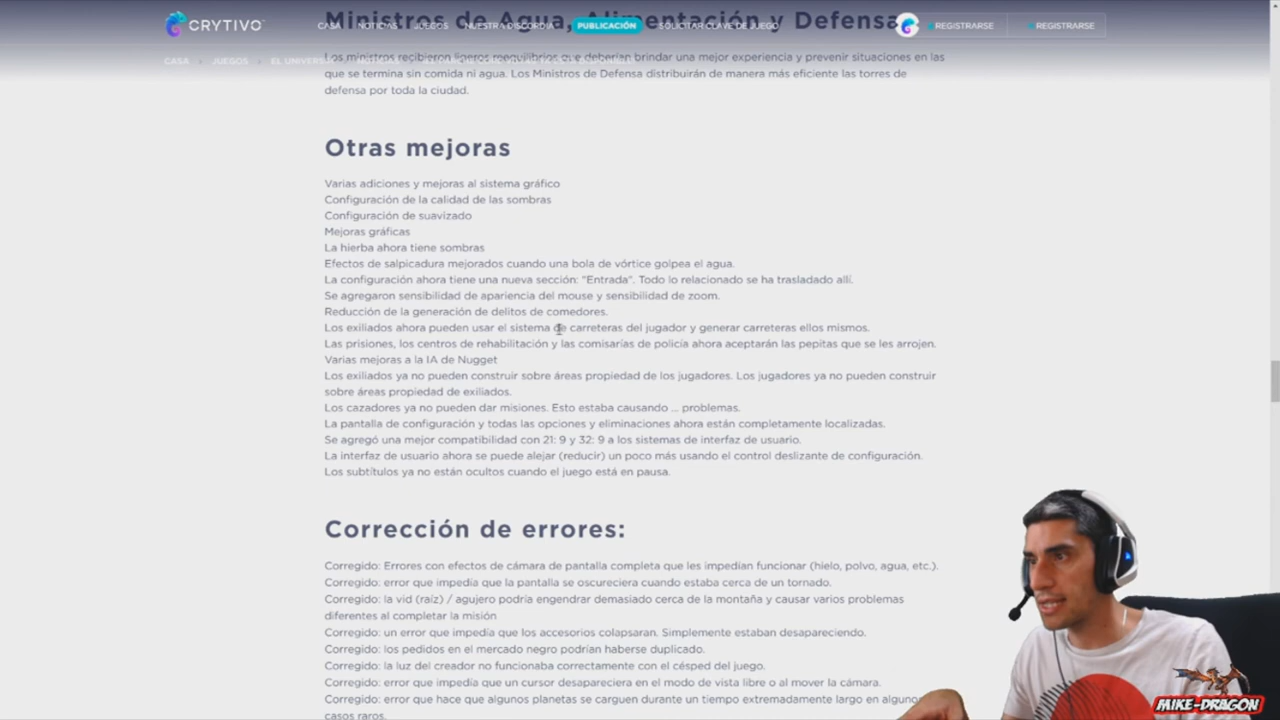 CRYTIVO
CASA NOTICIAS JUEGOS NUESTRA DISCORDIA PUBLICACIÓN SOLICITAR CLAVE DE JUEGO REGISTRARSE REGISTRARSE
Ministros de Agua, Alimentación y Defensa
CASA > JUEGOS > EL UNIVERSIM
Los ministros recibieron ligeros reequilibrios que deberían brindar una mejor experiencia y prevenir situaciones en las
que se termina sin comida ni agua. Los Ministros de Defensa distribuirán de manera más eficiente las torres de
defensa por toda la ciudad.
Otras mejoras
Varias adiciones y mejoras al sistema gráfico
Configuración de la calidad de las sombras
Configuración de suavizado
Mejoras gráficas
La hierba ahora tiene sombras
Efectos de salpicadura mejorados cuando una bola de vórtice golpea el agua.
La configuración ahora tiene una nueva sección: "Entrada". Todo lo relacionado se ha trasladado allí.
Se agregaron sensibilidad de apariencia del mouse y sensibilidad de zoom.
Reducción de la generación de delitos de comedores.
Los exiliados ahora pueden usar el sistema de carreteras del jugador y generar carreteras ellos mismos.
Las prisiones, los centros de rehabilitación y las comisarías de policía ahora aceptarán las pepitas que se les arrojen.
Varias mejoras a la IA de Nugget
Los exiliados ya no pueden construir sobre áreas propiedad de los jugadores. Los jugadores ya no pueden construir
sobre áreas propiedad de exiliados.
Los cazadores ya no pueden dar misiones. Esto estaba causando ... problemas.
La pantalla de configuración y todas las opciones y eliminaciones ahora están completamente localizadas.
Se agregó una mejor compatibilidad con 21: 9 y 32: 9 a los sistemas de interfaz de usuario.
La interfaz de usuario ahora se puede alejar (reducir) un poco más usando el control deslizante de configuración.
Los subtítulos ya no están ocultos cuando el juego está en pausa.
Corrección de errores:
Corregido: Errores con efectos de cámara de pantalla completa que les impedían funcionar (hielo, polvo, agua, etc.).
Corregido: error que impedía que la pantalla se oscureciera cuando estaba cerca de un tornado.
Corregido: la vid (raíz) / agujero podría engendrar demasiado cerca de la montaña y causar varios problemas
diferentes al completar la misión
Corregido: un error que impedía que los accesorios colapsaran. Simplemente estaban desapareciendo.
Corregido: los pedidos en el mercado negro podrían haberse duplicado.
Corregido: la luz del creador no funcionaba correctamente con el césped del juego.
Corregido: error que impedía que un cursor desapareciera en el modo de vista libre o al mover la cámara.
Corregido: error que hace que algunos planetas se carguen durante un tiempo extremadamente largo en algunos
casos raros.
MIKE-DRAGON